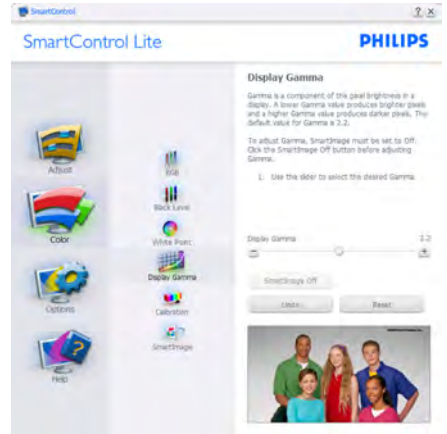 SmartControl
? ×
SmartControl Lite
PHILIPS
Display Gamma
Gamma is a component of the pixel brightness in a
display. A lower Gamma value produces brighter pixels
and a higher Gamma value produces darker pixels. The
default value for Gamma is 2.2.
To adjust Gamma, SmartImage must be set to Off.
Click the SmartImage Off button before adjusting
Gamma.
1. Use the slider to select the desired Gamma.
Adjust
Color
Options
Help
RGB
Black Level
White Point
Display Gamma
Calibration
SmartImage
Display Gamma 2.2
SmartImage Off
Undo
Reset